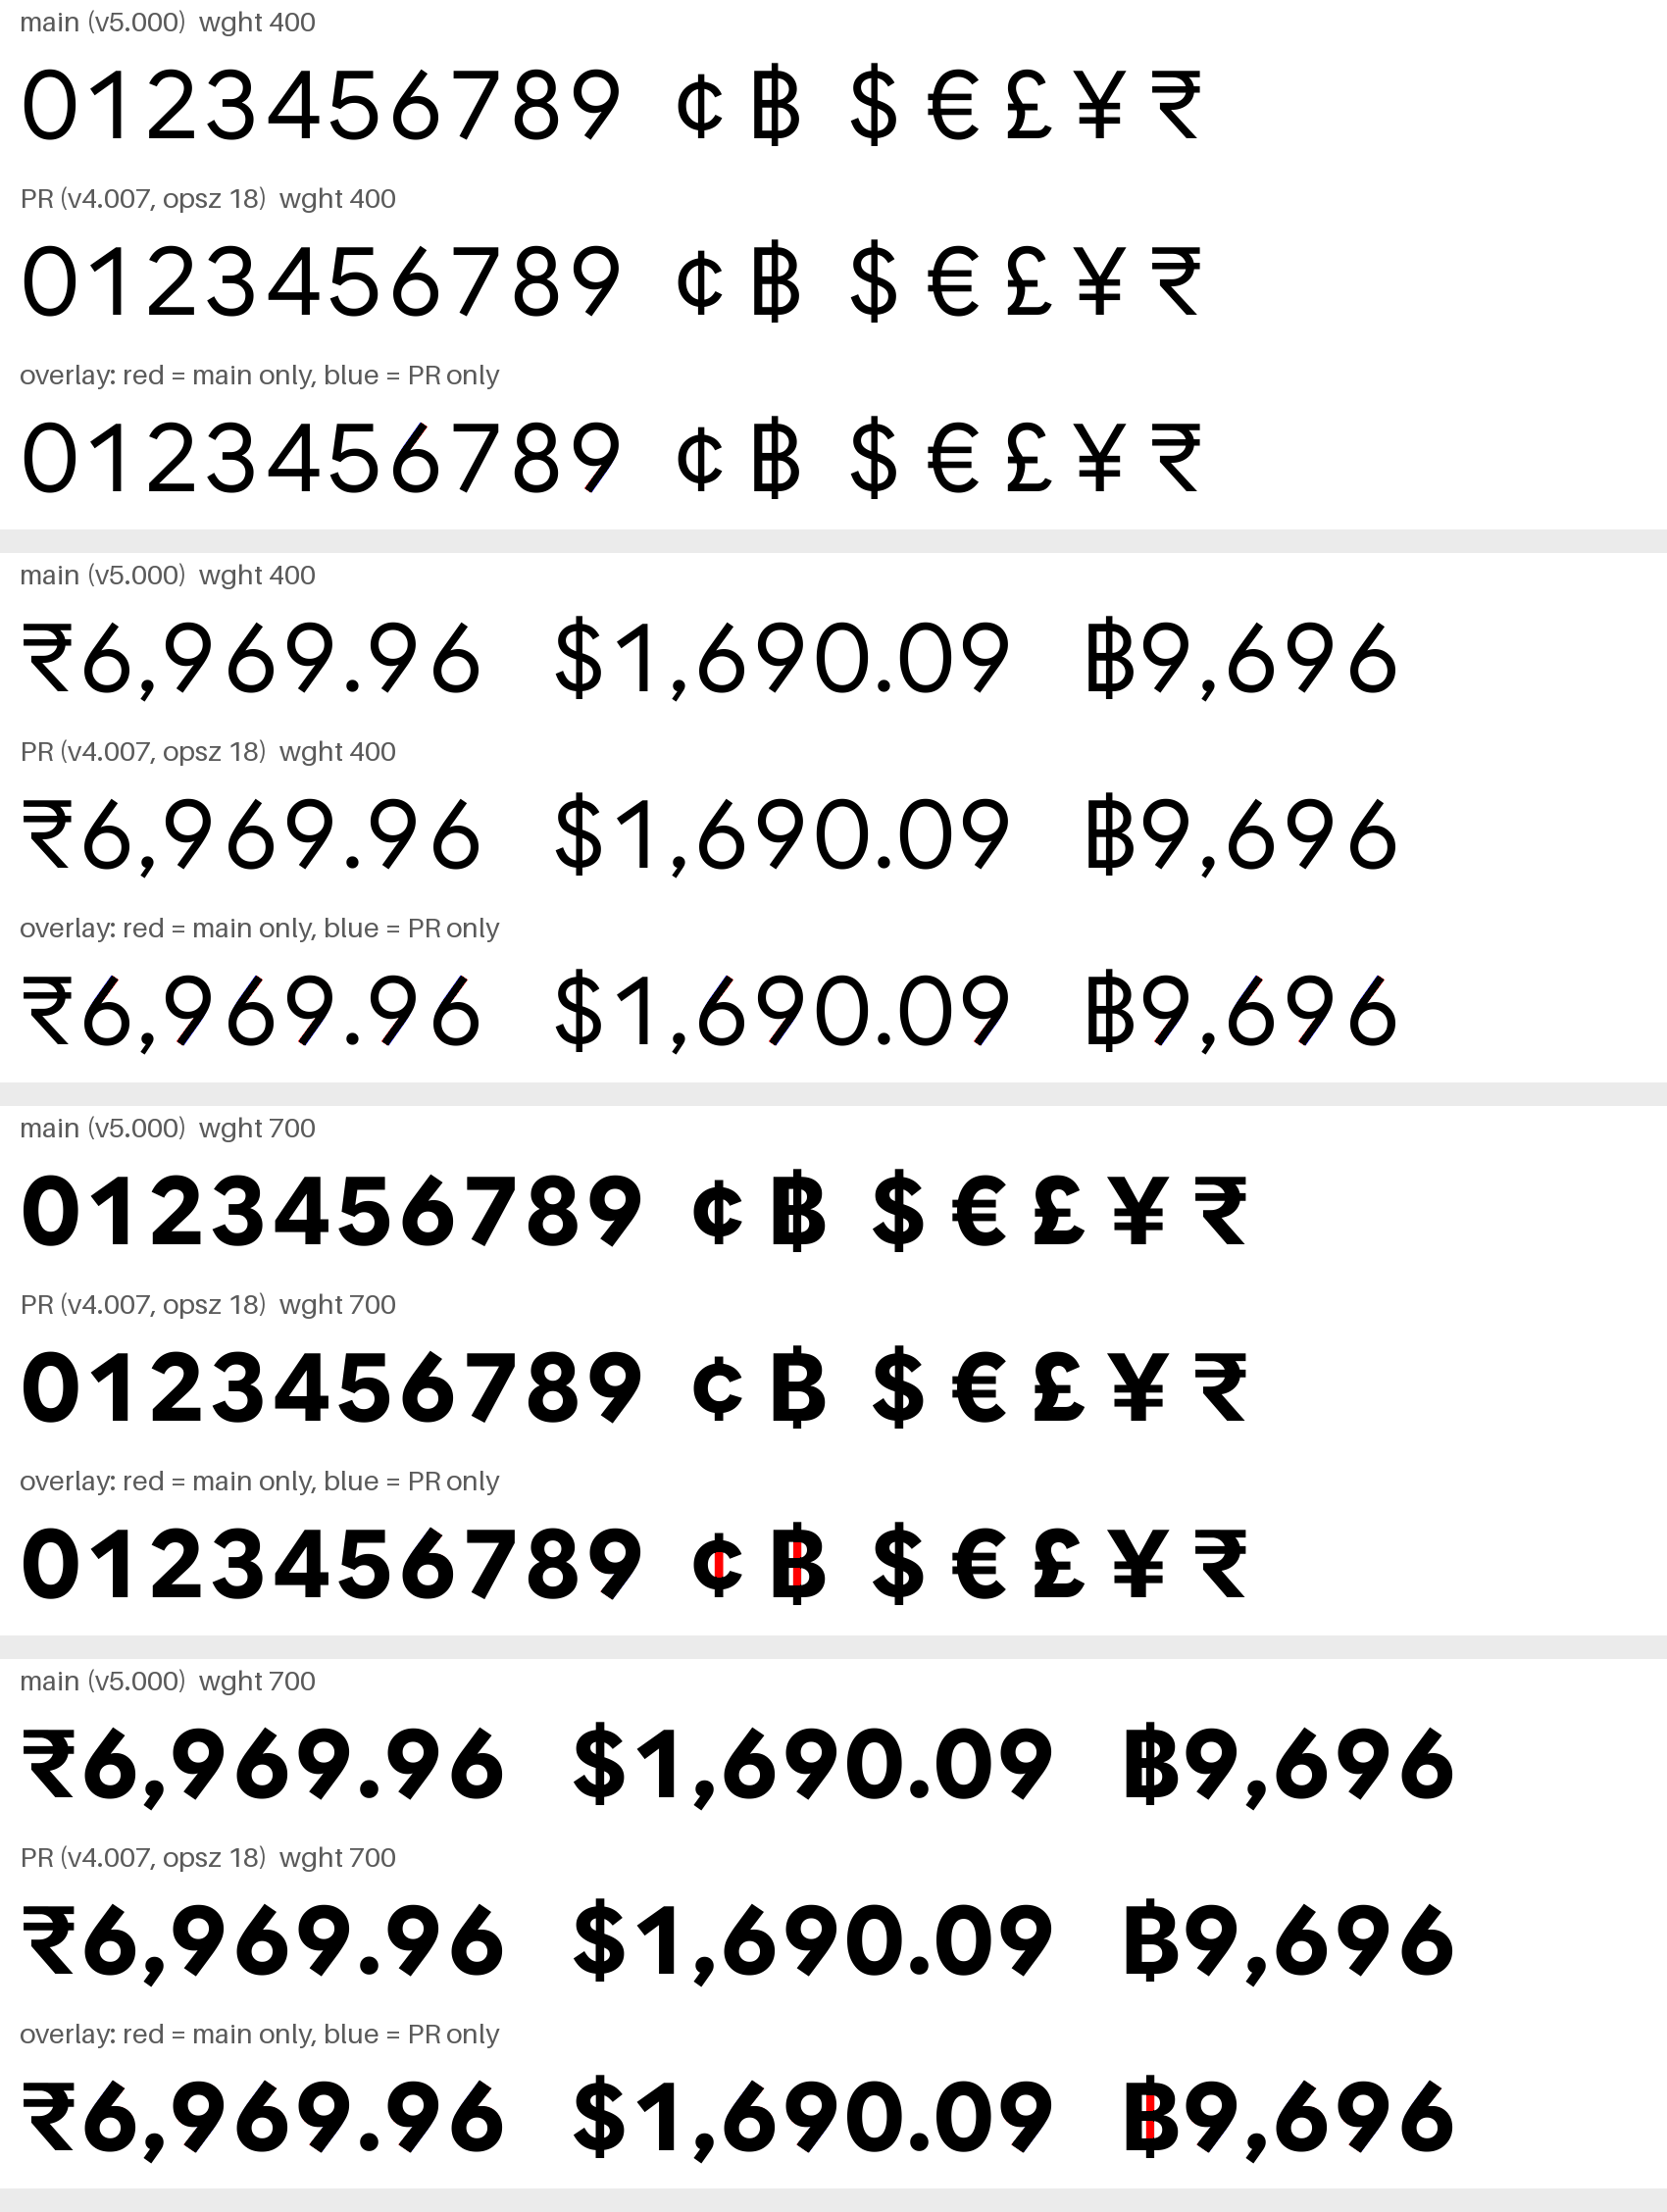 main (v5.000) wght 400
0123456789 ¢ ฿ $ € £ ¥ ₹
PR (v4.007, opsz 18) wght 400
0123456789 ¢ ฿ $ € £ ¥ ₹
overlay: red = main only, blue = PR only
0123456789 ¢ ฿ $ € £ ¥ ₹
main (v5.000) wght 400
₹6,969.96 $1,690.09 ฿9,696
PR (v4.007, opsz 18) wght 400
₹6,969.96 $1,690.09 ฿9,696
overlay: red = main only, blue = PR only
₹6,969.96 $1,690.09 ฿9,696
main (v5.000) wght 700
0123456789 ¢ ฿ $ € £ ¥ ₹
PR (v4.007, opsz 18) wght 700
0123456789 ¢ ฿ $ € £ ¥ ₹
overlay: red = main only, blue = PR only
0123456789 ¢ ฿ $ € £ ¥ ₹
main (v5.000) wght 700
₹6,969.96 $1,690.09 ฿9,696
PR (v4.007, opsz 18) wght 700
₹6,969.96 $1,690.09 ฿9,696
overlay: red = main only, blue = PR only
₹6,969.96 $1,690.09 ฿9,696